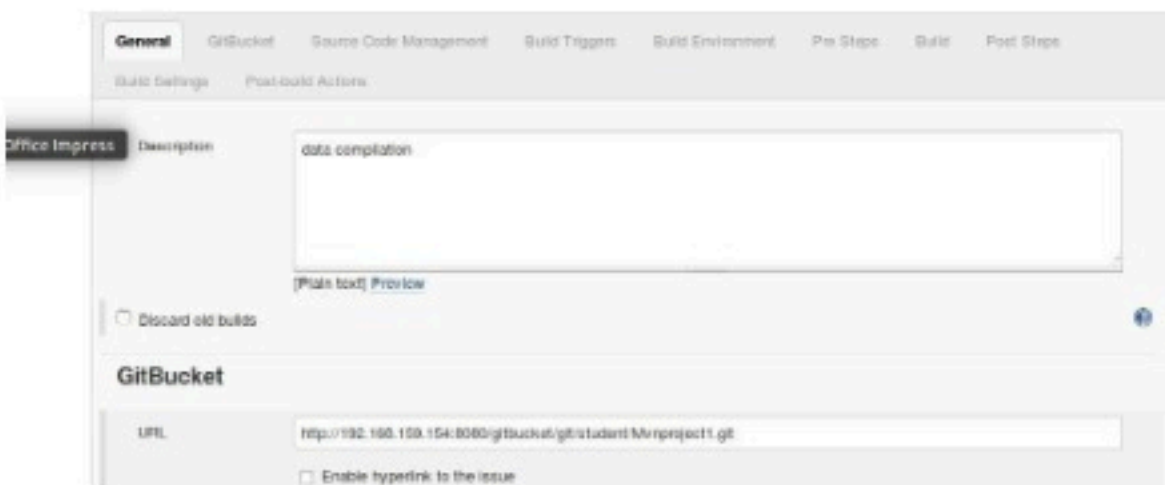 General GitBucket Source Code Management Build Triggers Build Environment Pre Steps Build Post Steps
Build Settings Post-build Actions
Office Impress
Description
data compilation
[Plain text] Preview
Discard old builds
GitBucket
URL http://192.168.159.154:8080/gitbucket/git/student/Mvnproject1.git
Enable hyperlink to the issue